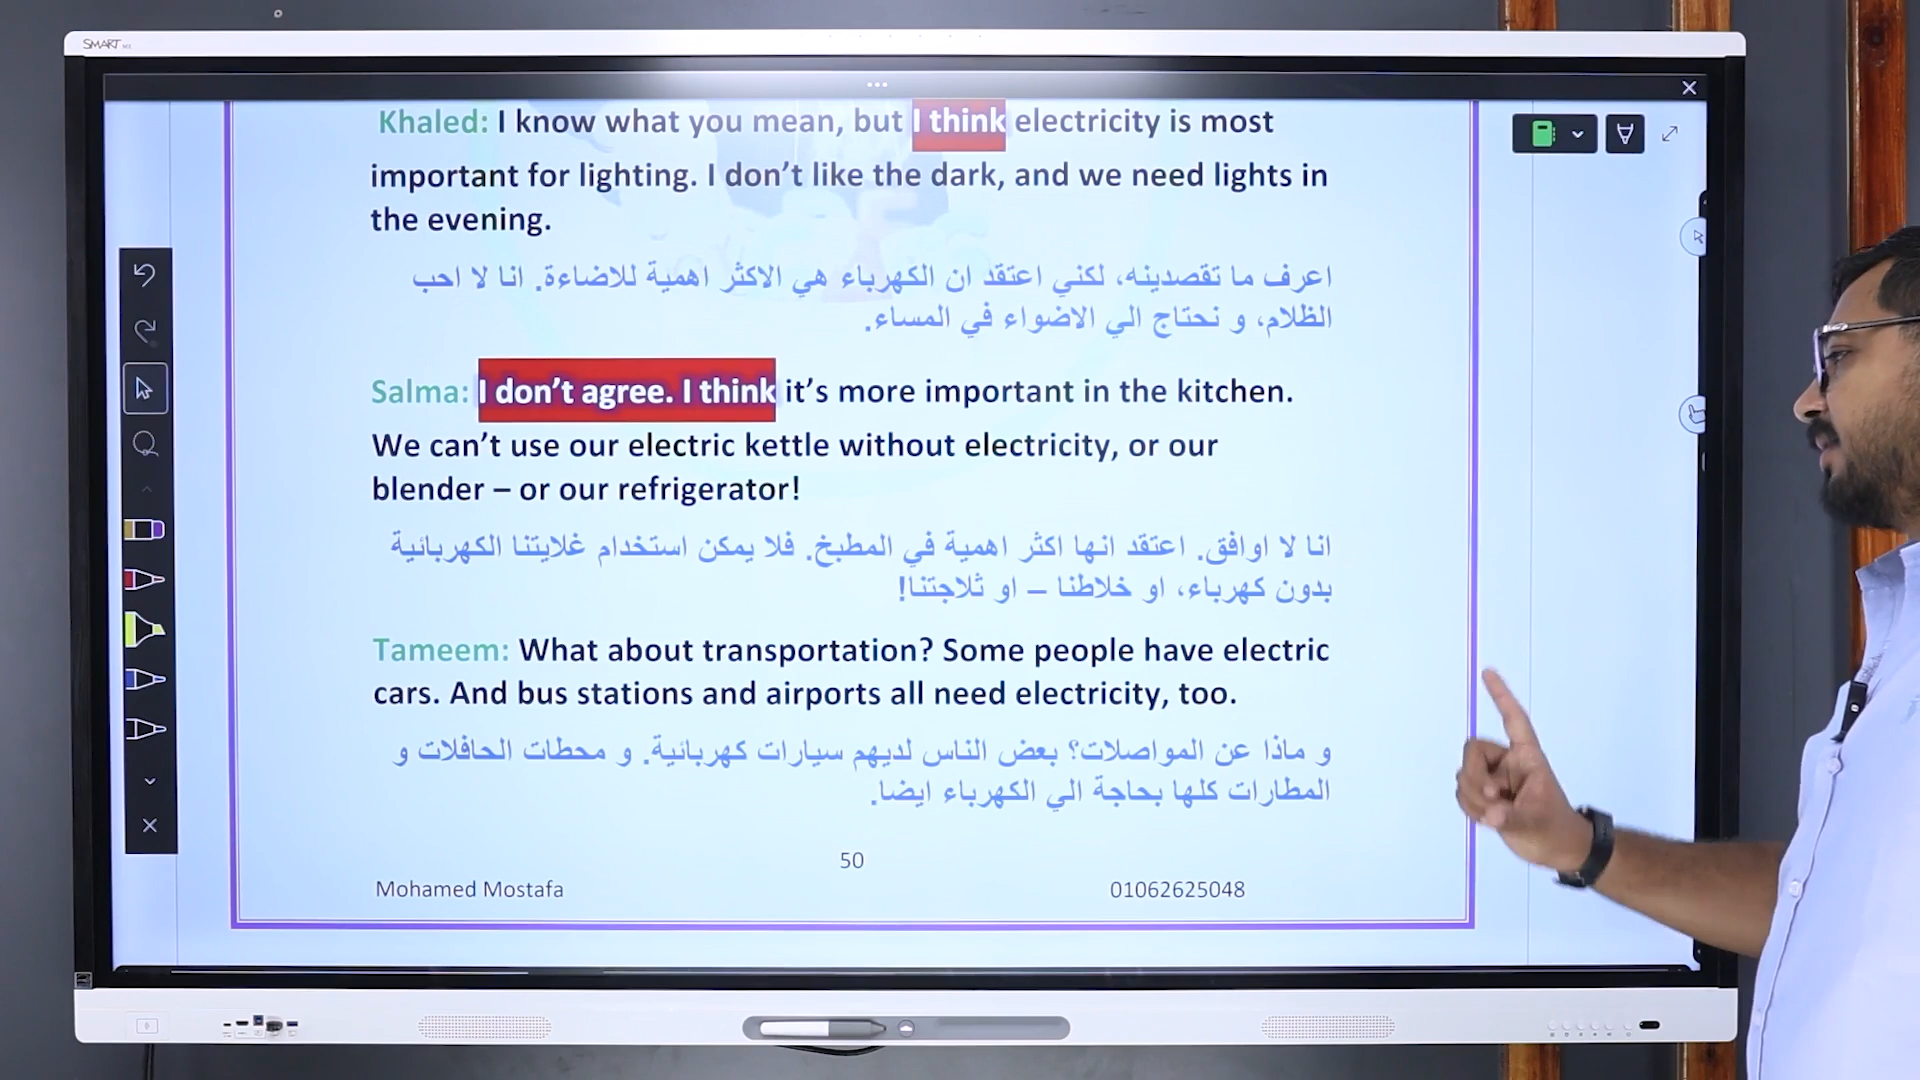 SMART
Khaled: I know what you mean, but I think electricity is most
important for lighting. I don’t like the dark, and we need lights in
the evening.
اعرف ما تقصدينه، لكني اعتقد ان الكهرباء هي الاكثر اهمية للاضاءة. انا لا احب
الظلام، و نحتاج الي الاضواء في المساء.
Salma: I don’t agree. I think it’s more important in the kitchen.
We can’t use our electric kettle without electricity, or our
blender – or our refrigerator!
انا لا اوافق. اعتقد انها اكثر اهمية في المطبخ. فلا يمكن استخدام غلايتنا الكهربائية
بدون كهرباء، او خلاطنا – او ثلاجتنا!
Tameem: What about transportation? Some people have electric
cars. And bus stations and airports all need electricity, too.
و ماذا عن المواصلات؟ بعض الناس لديهم سيارات كهربائية. و محطات الحافلات و
المطارات كلها بحاجة الي الكهرباء ايضا.
50
Mohamed Mostafa 01062625048